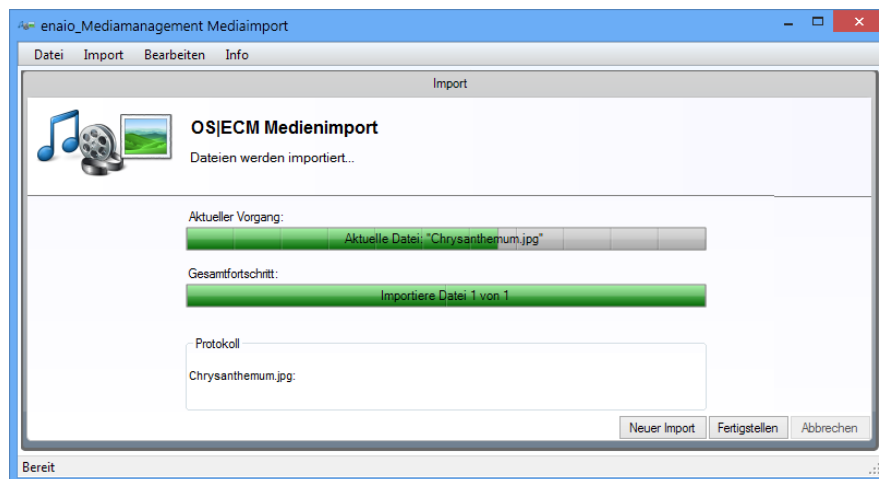 enaio_Mediamanagement Mediaimport
Datei Import Bearbeiten Info
Import
OS|ECM Medienimport
Dateien werden importiert...
Aktueller Vorgang:
Aktuelle Datei: "Chrysanthemum.jpg"
Gesamtfortschritt:
Importiere Datei 1 von 1
Protokoll
Chrysanthemum.jpg:
Neuer Import Fertigstellen Abbrechen
Bereit